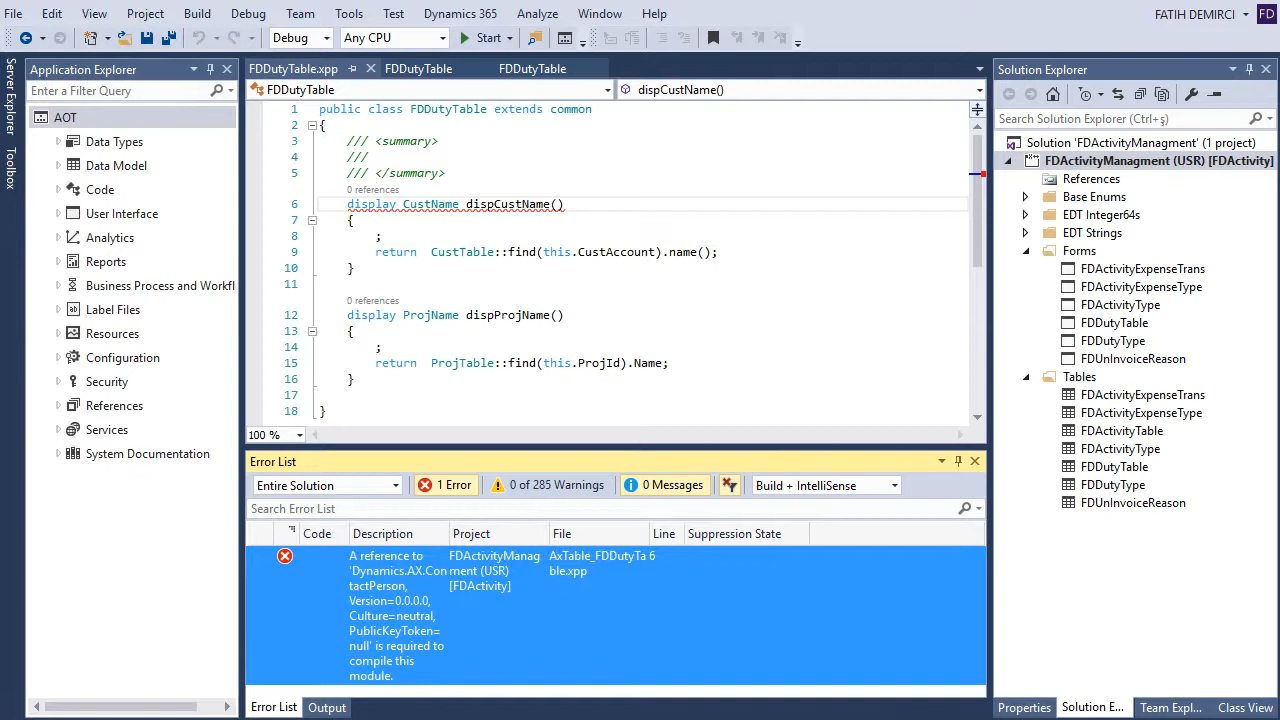 File Edit View Project Build Debug Team Tools Test Dynamics 365 Analyze Window Help FATIH DEMIRCI FD
Debug Any CPU Start
Server Explorer
Toolbox
Application Explorer
Enter a Filter Query
AOT
Data Types
Data Model
Code
User Interface
Analytics
Reports
Business Process and Workfl
Label Files
Resources
Configuration
Security
References
Services
System Documentation
FDDutyTable.xpp FDDutyTable FDDutyTable
FDDutyTable dispCustName()
1 public class FDDutyTable extends common
2 {
3 /// <summary>
4 ///
5 /// </summary>
0 references
6 display CustName dispCustName()
7 {
8 ;
9 return CustTable::find(this.CustAccount).name();
10 }
11
0 references
12 display ProjName dispProjName()
13 {
14 ;
15 return ProjTable::find(this.ProjId).Name;
16 }
17
18 }
100 %
Error List
Entire Solution 1 Error 0 of 285 Warnings 0 Messages Build + IntelliSense
Search Error List
Code Description Project File Line Suppression State
A reference to FDActivityManag AxTable_FDDutyTa 6
'Dynamics.AX.Con ment (USR) ble.xpp
tactPerson, [FDActivity]
Version=0.0.0.0,
Culture=neutral,
PublicKeyToken=
null' is required to
compile this
module.
Error List Output
Solution Explorer
Search Solution Explorer (Ctrl+ş)
Solution 'FDActivityManagment' (1 project)
FDActivityManagment (USR) [FDActivity]
References
Base Enums
EDT Integer64s
EDT Strings
Forms
FDActivityExpenseTrans
FDActivityExpenseType
FDActivityType
FDDutyTable
FDDutyType
FDUnInvoiceReason
Tables
FDActivityExpenseTrans
FDActivityExpenseType
FDActivityTable
FDActivityType
FDDutyTable
FDDutyType
FDUnInvoiceReason
Properties Solution E... Team Expl... Class View